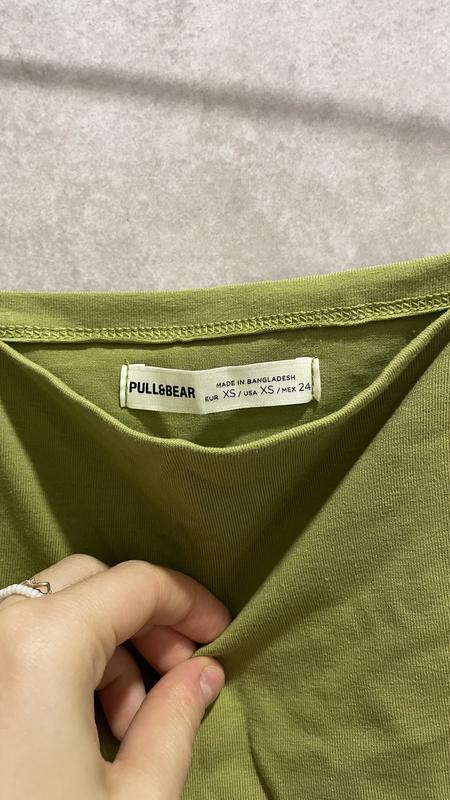 PULL&BEAR
MADE IN BANGLADESH
EUR XS / USA XS / MEX 24